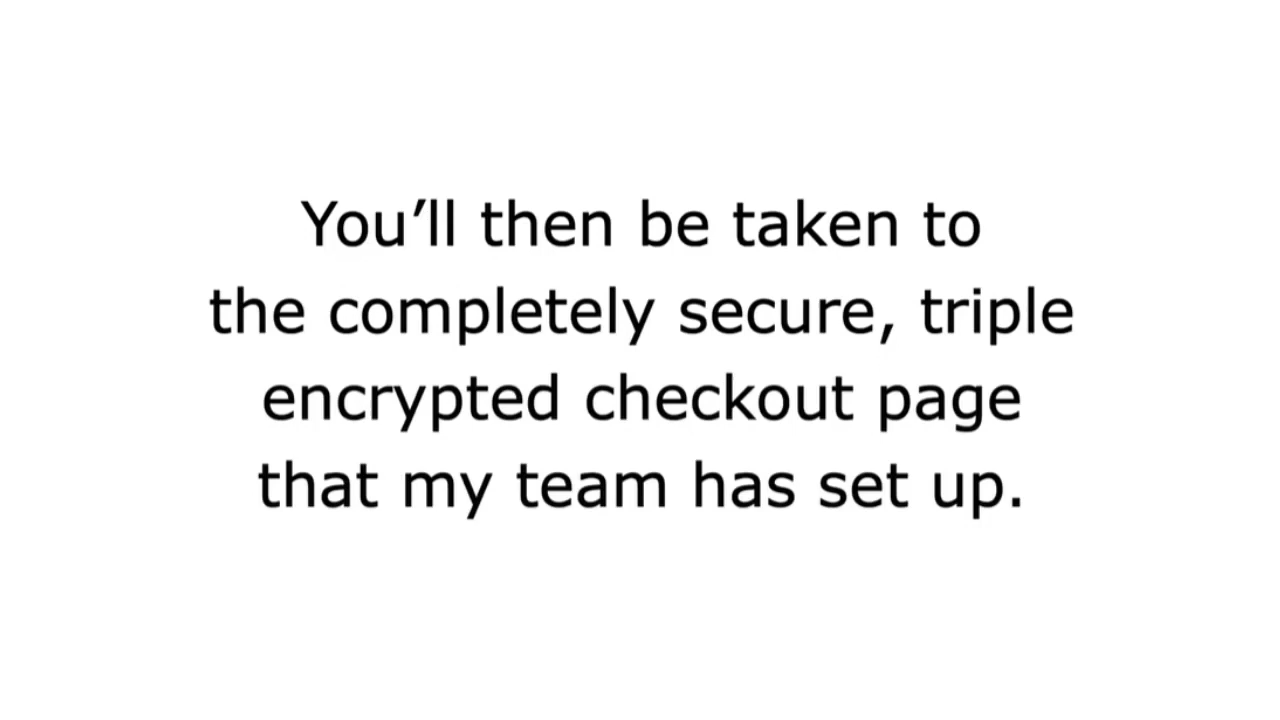 You’ll then be taken to
the completely secure, triple
encrypted checkout page
that my team has set up.